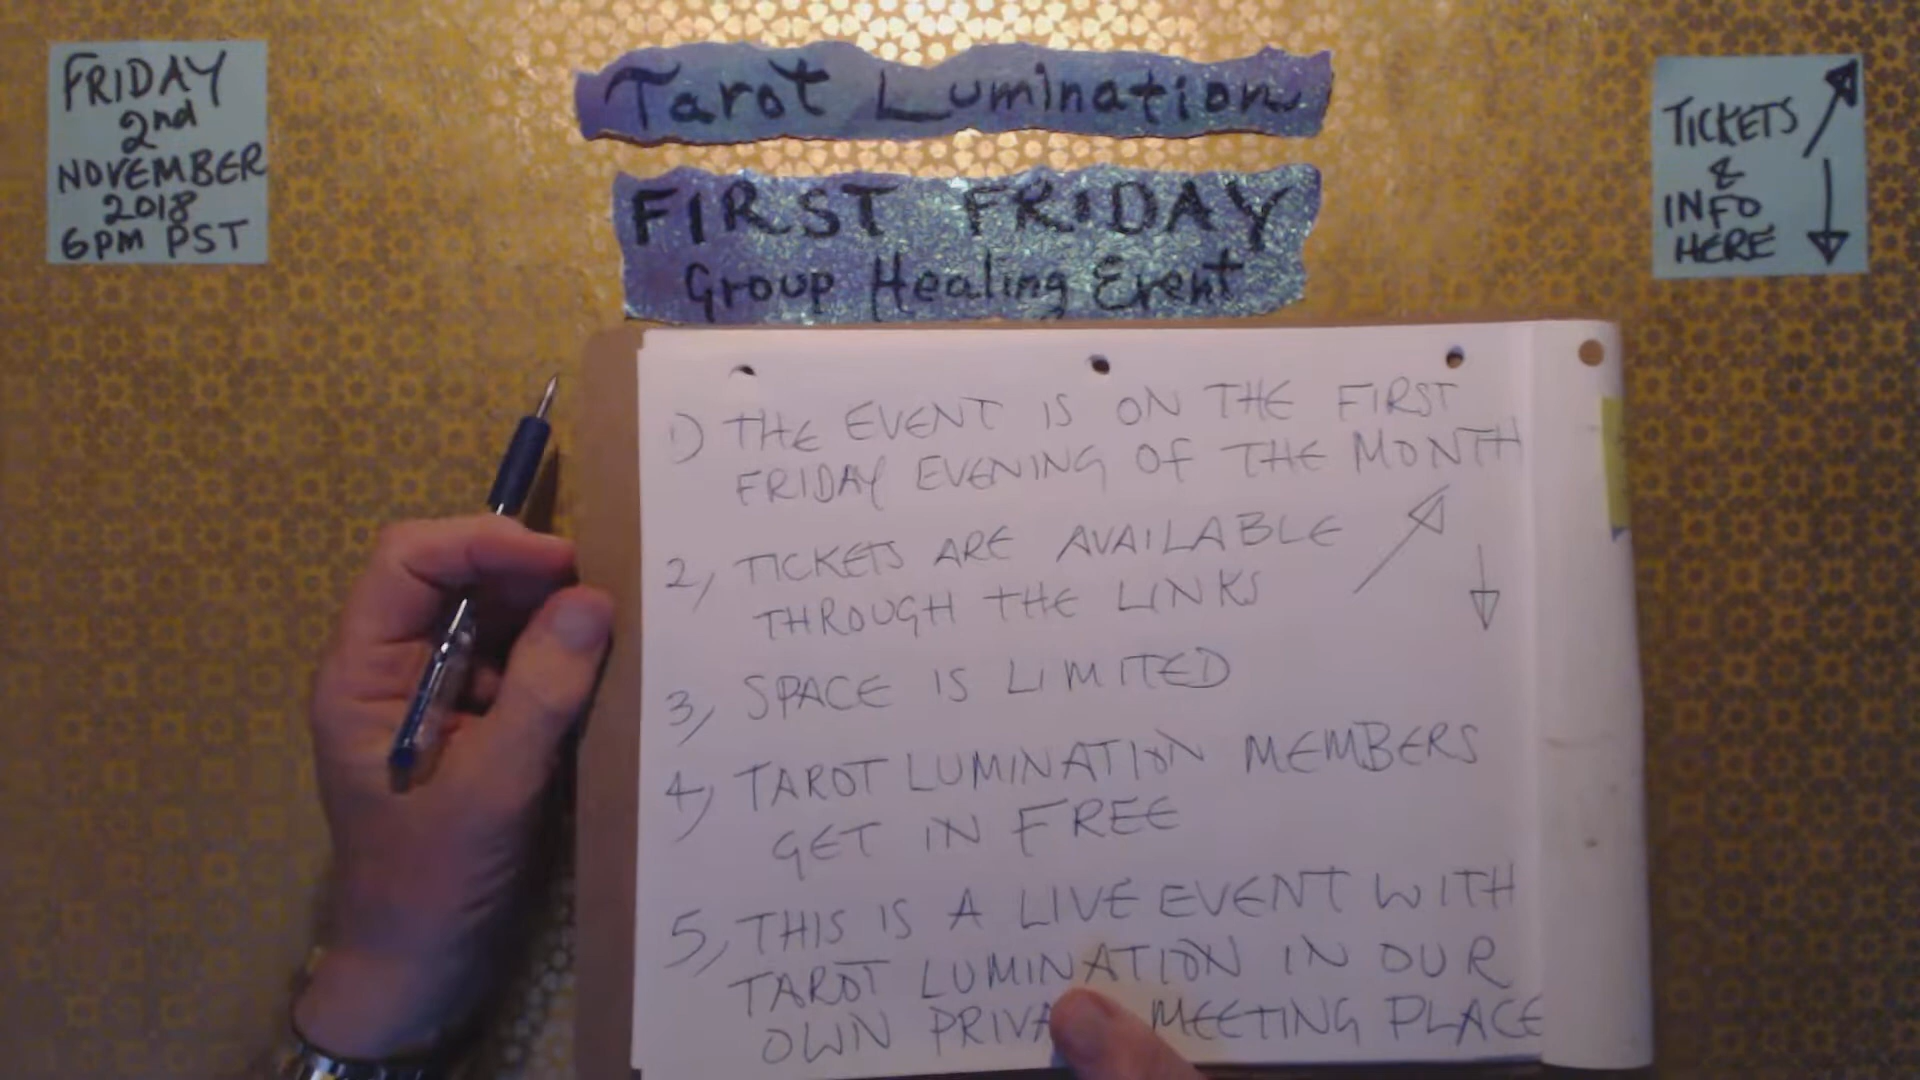 FRIDAY
2nd
NOVEMBER
2018
6PM PST
Tarot Lumination
FIRST FRIDAY
Group Healing Event
TICKETS
&
INFO
HERE
1) THE EVENT IS ON THE FIRST
FRIDAY EVENING OF THE MONTH
2, TICKETS ARE AVAILABLE
THROUGH THE LINKS
3, SPACE IS LIMITED
4, TAROT LUMINATION MEMBERS
GET IN FREE
5, THIS IS A LIVE EVENT WITH
TAROT LUMINATION IN OUR
OWN MEETING PLACE